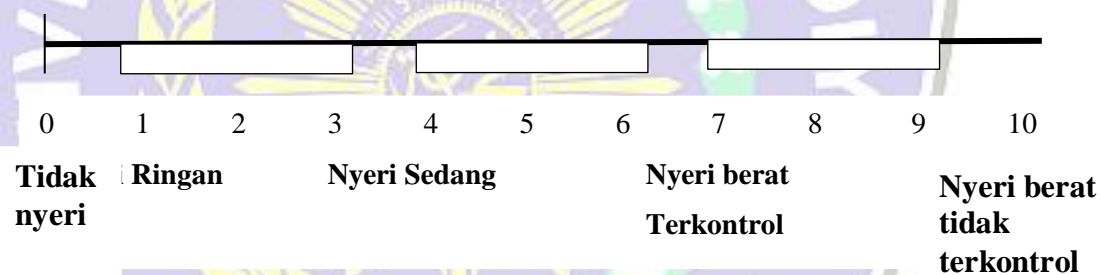 0 1 2 3 4 5 6 7 8 9 10
Tidak
nyeri
Ringan
Nyeri Sedang
Nyeri berat
Terkontrol
Nyeri berat
tidak
terkontrol